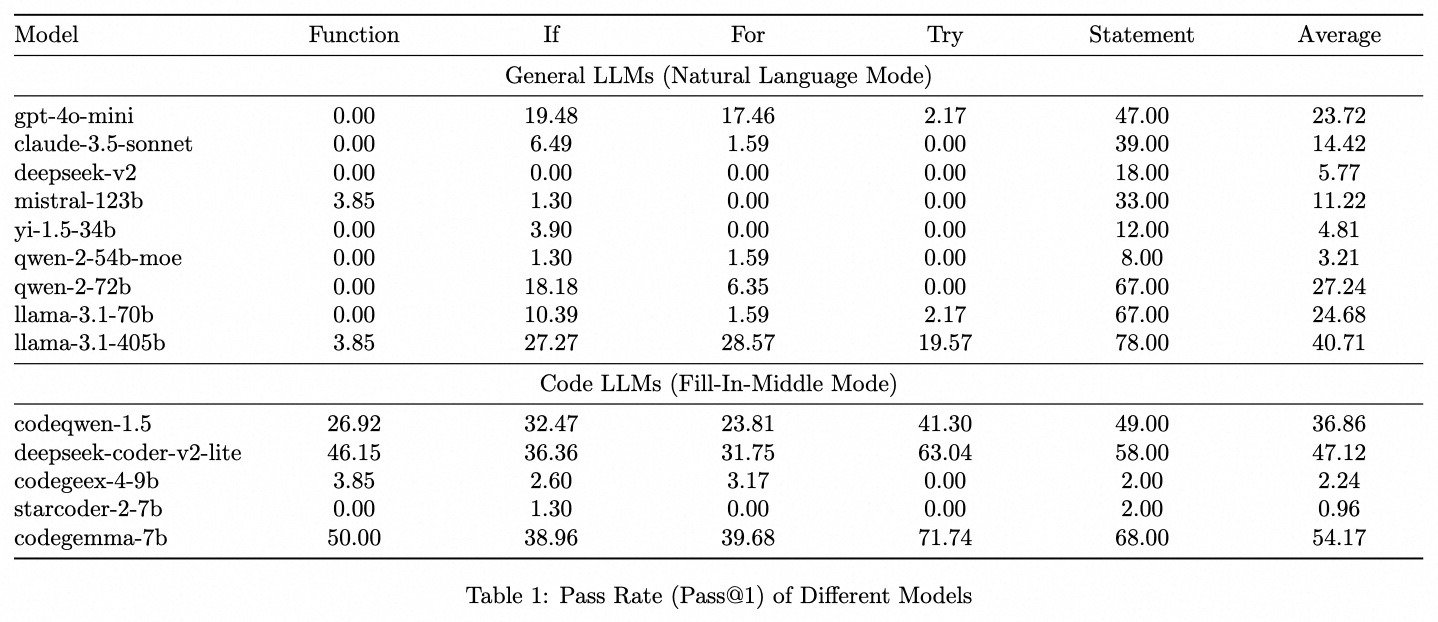 Model Function If For Try Statement Average
General LLMs (Natural Language Mode)
gpt-4o-mini 0.00 19.48 17.46 2.17 47.00 23.72
claude-3.5-sonnet 0.00 6.49 1.59 0.00 39.00 14.42
deepseek-v2 0.00 0.00 0.00 0.00 18.00 5.77
mistral-123b 3.85 1.30 0.00 0.00 33.00 11.22
yi-1.5-34b 0.00 3.90 0.00 0.00 12.00 4.81
qwen-2-54b-moe 0.00 1.30 1.59 0.00 8.00 3.21
qwen-2-72b 0.00 18.18 6.35 0.00 67.00 27.24
llama-3.1-70b 0.00 10.39 1.59 2.17 67.00 24.68
llama-3.1-405b 3.85 27.27 28.57 19.57 78.00 40.71
Code LLMs (Fill-In-Middle Mode)
codeqwen-1.5 26.92 32.47 23.81 41.30 49.00 36.86
deepseek-coder-v2-lite 46.15 36.36 31.75 63.04 58.00 47.12
codegeex-4-9b 3.85 2.60 3.17 0.00 2.00 2.24
starcoder-2-7b 0.00 1.30 0.00 0.00 2.00 0.96
codegemma-7b 50.00 38.96 39.68 71.74 68.00 54.17
Table 1: Pass Rate (Pass@1) of Different Models